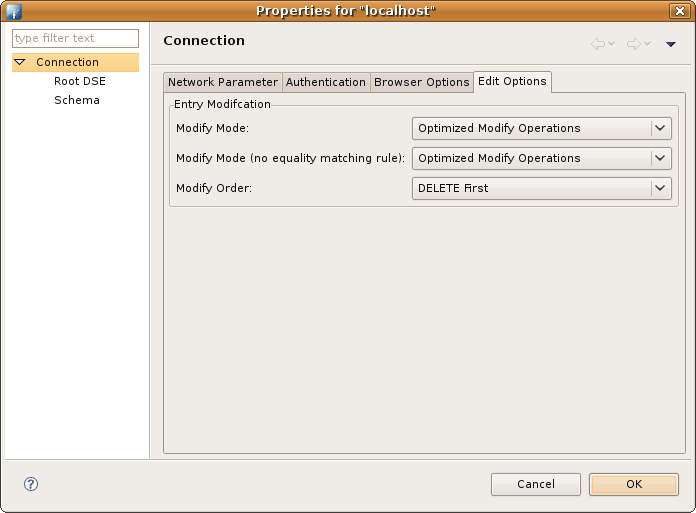 Properties for "localhost"
type filter text
Connection
Root DSE
Schema
Connection
Network Parameter Authentication Browser Options Edit Options
Entry Modifcation
Modify Mode: Optimized Modify Operations
Modify Mode (no equality matching rule): Optimized Modify Operations
Modify Order: DELETE First
? Cancel OK